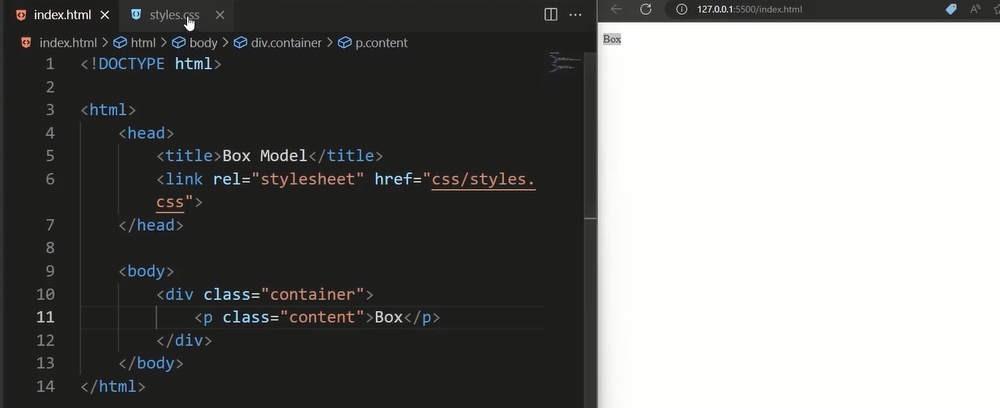 index.html styles.css
index.html > html > body > div.container > p.content
1 <!DOCTYPE html>
2
3 <html>
4 <head>
5 <title>Box Model</title>
6 <link rel="stylesheet" href="css/styles.
css">
7 </head>
8
9 <body>
10 <div class="container">
11 <p class="content">Box</p>
12 </div>
13 </body>
14 </html>
127.0.0.1:5500/index.html
Box